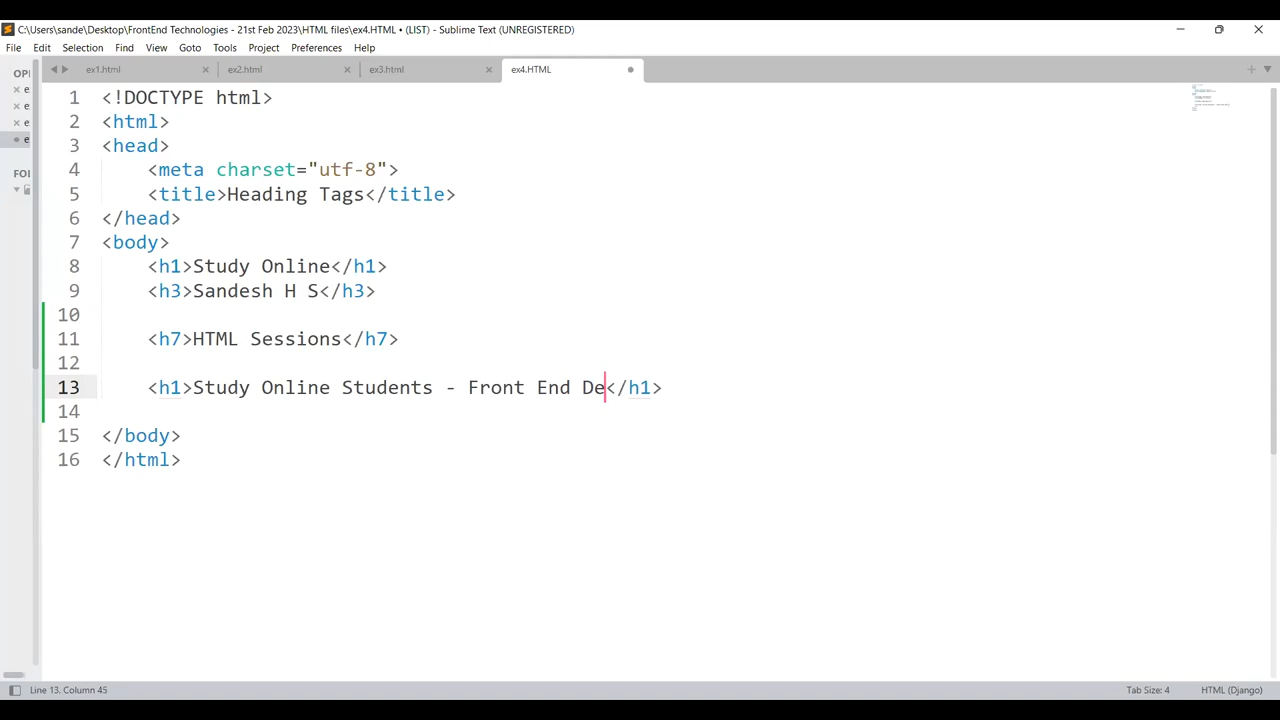 C:\Users\sande\Desktop\FrontEnd Technologies - 21st Feb 2023\HTML files\ex4.HTML • (LIST) - Sublime Text (UNREGISTERED)
File Edit Selection Find View Goto Tools Project Preferences Help
OPI ex1.html ex2.html ex3.html ex4.HTML
e
e
e
e
FOI
1 <!DOCTYPE html>
2 <html>
3 <head>
4 <meta charset="utf-8">
5 <title>Heading Tags</title>
6 </head>
7 <body>
8 <h1>Study Online</h1>
9 <h3>Sandesh H S</h3>
10
11 <h7>HTML Sessions</h7>
12
13 <h1>Study Online Students - Front End De</h1>
14
15 </body>
16 </html>
Line 13, Column 45 Tab Size: 4 HTML (Django)